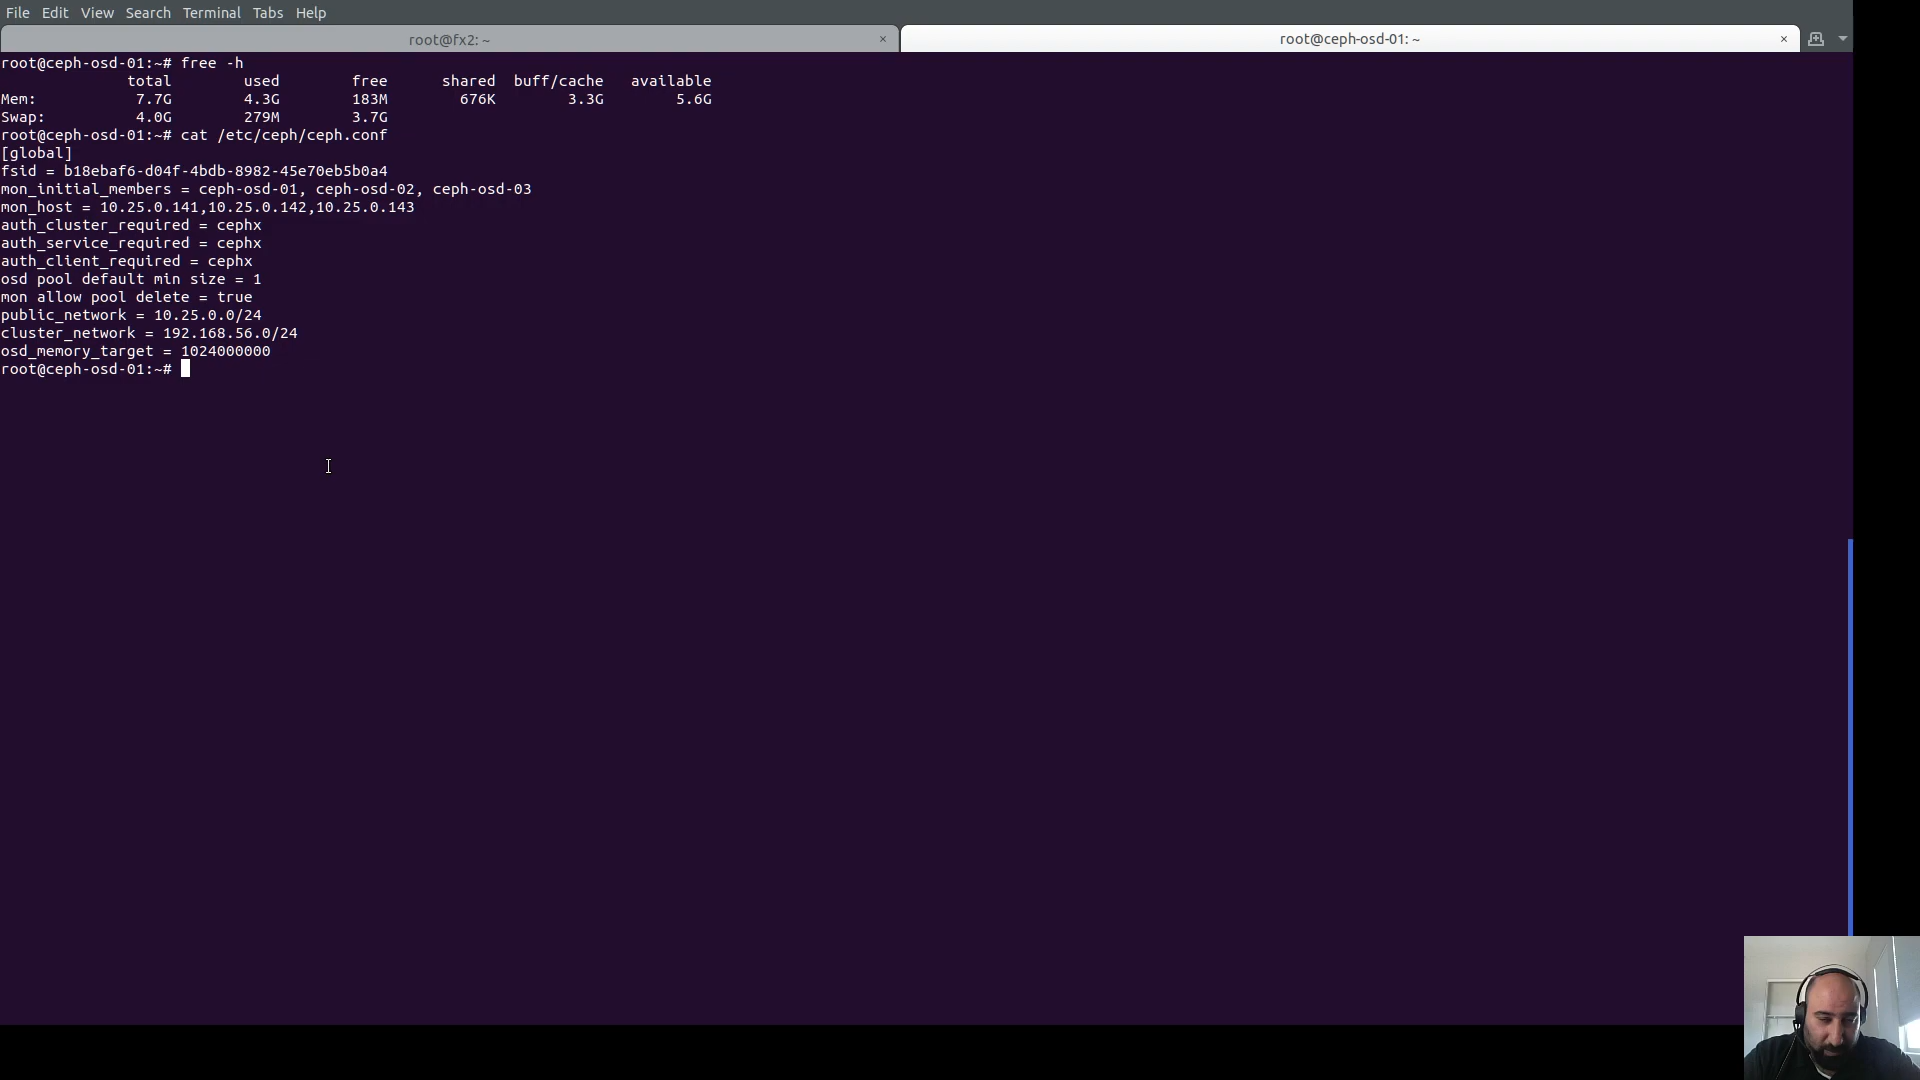 File Edit View Search Terminal Tabs Help
root@fx2: ~ × root@ceph-osd-01: ~ ×
root@ceph-osd-01:~# free -h
total used free shared buff/cache available
Mem: 7.7G 4.3G 183M 676K 3.3G 5.6G
Swap: 4.0G 279M 3.7G
root@ceph-osd-01:~# cat /etc/ceph/ceph.conf
[global]
fsid = b18ebaf6-d04f-4bdb-8982-45e70eb5b0a4
mon_initial_members = ceph-osd-01, ceph-osd-02, ceph-osd-03
mon_host = 10.25.0.141,10.25.0.142,10.25.0.143
auth_cluster_required = cephx
auth_service_required = cephx
auth_client_required = cephx
osd pool default min size = 1
mon allow pool delete = true
public_network = 10.25.0.0/24
cluster_network = 192.168.56.0/24
osd_memory_target = 1024000000
root@ceph-osd-01:~#